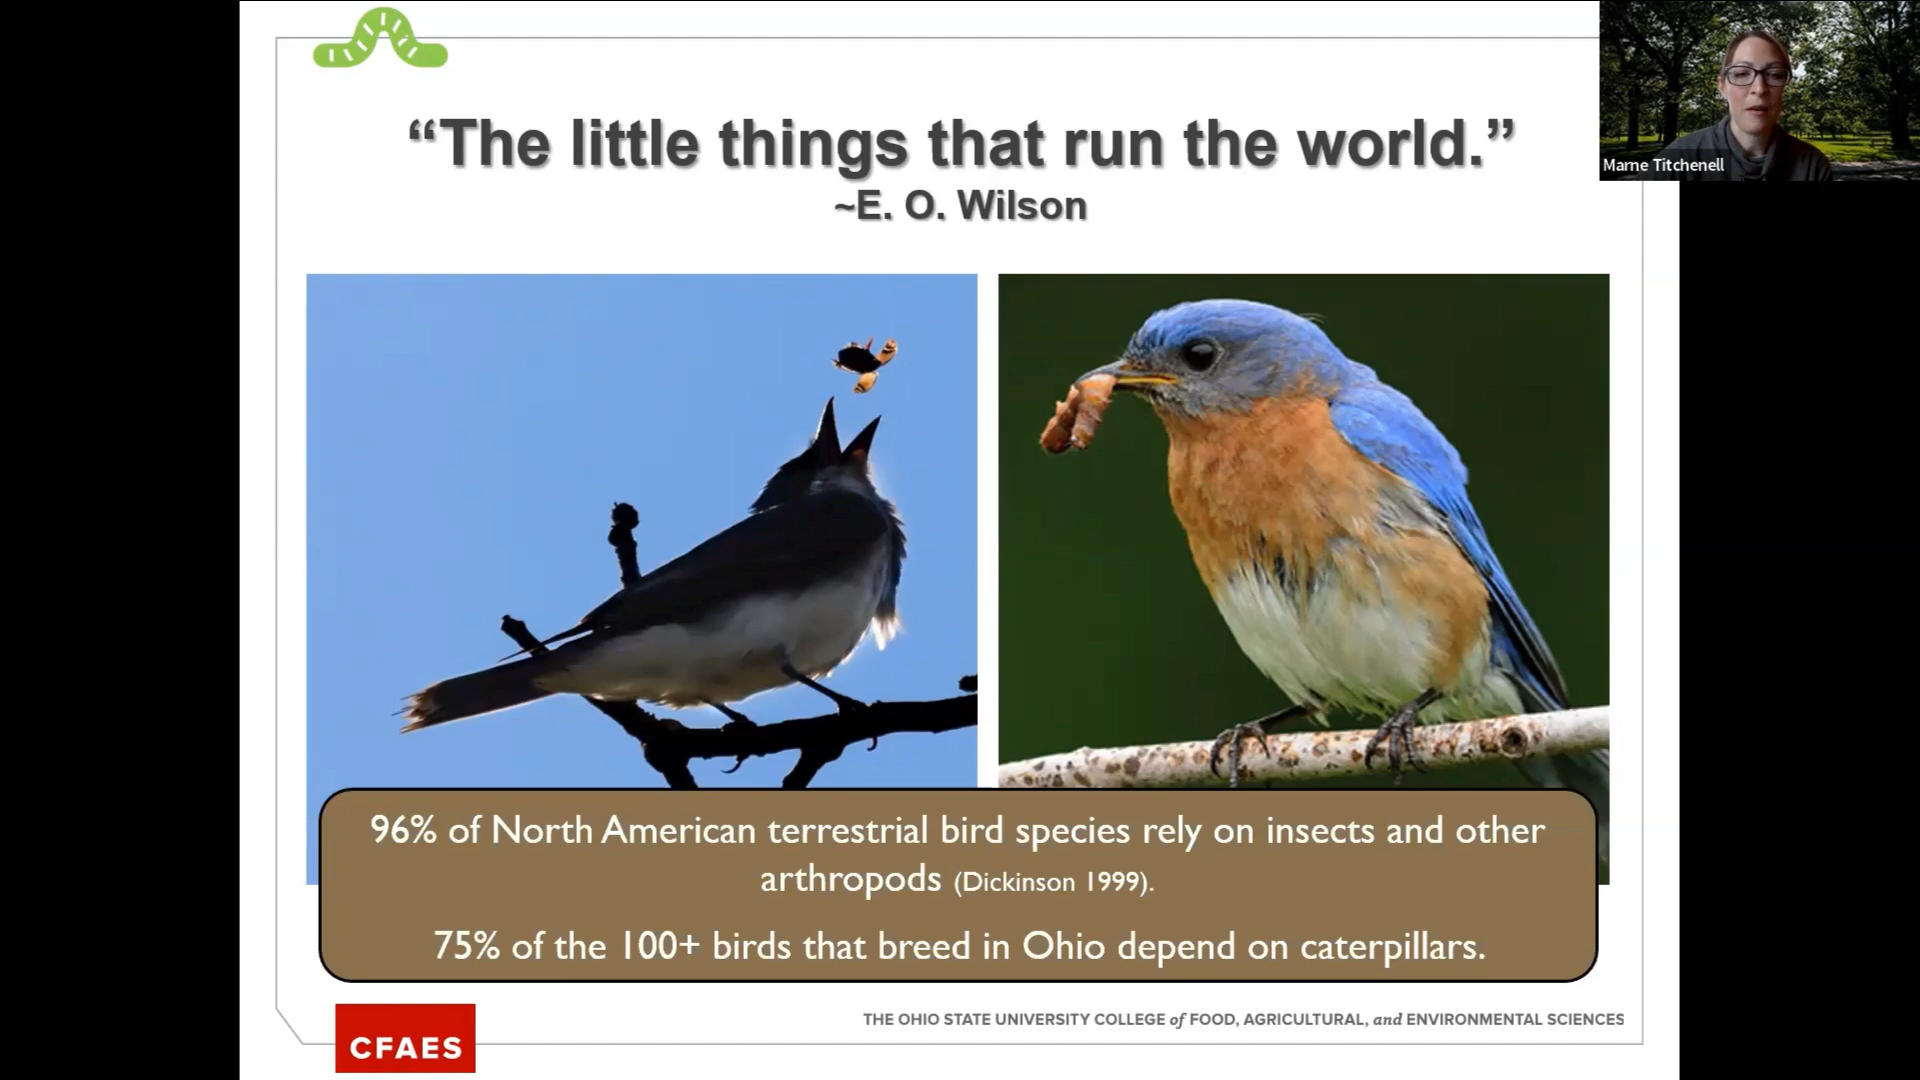 “The little things that run the world.”
~E. O. Wilson
Marne Titchenell
96% of North American terrestrial bird species rely on insects and other
arthropods (Dickinson 1999).
75% of the 100+ birds that breed in Ohio depend on caterpillars.
CFAES
THE OHIO STATE UNIVERSITY COLLEGE of FOOD, AGRICULTURAL, and ENVIRONMENTAL SCIENCES